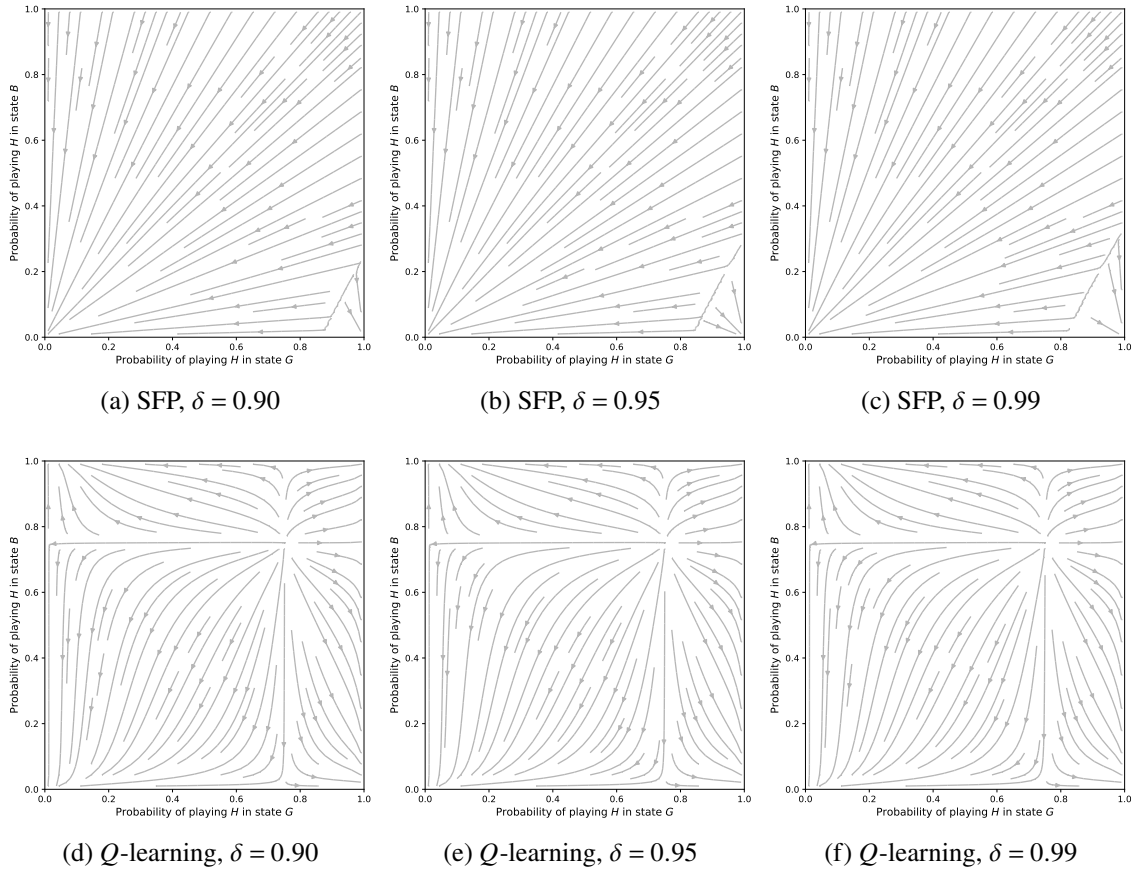 1.0
0.8
0.6
0.4
0.2
0.0
Probability of playing H in state B
0.0 0.2 0.4 0.6 0.8 1.0
Probability of playing H in state G
(a) SFP, δ = 0.90
1.0
0.8
0.6
0.4
0.2
0.0
Probability of playing H in state B
0.0 0.2 0.4 0.6 0.8 1.0
Probability of playing H in state G
(b) SFP, δ = 0.95
1.0
0.8
0.6
0.4
0.2
0.0
Probability of playing H in state B
0.0 0.2 0.4 0.6 0.8 1.0
Probability of playing H in state G
(c) SFP, δ = 0.99
1.0
0.8
0.6
0.4
0.2
0.0
Probability of playing H in state B
0.0 0.2 0.4 0.6 0.8 1.0
Probability of playing H in state G
(d) Q-learning, δ = 0.90
1.0
0.8
0.6
0.4
0.2
0.0
Probability of playing H in state B
0.0 0.2 0.4 0.6 0.8 1.0
Probability of playing H in state G
(e) Q-learning, δ = 0.95
1.0
0.8
0.6
0.4
0.2
0.0
Probability of playing H in state B
0.0 0.2 0.4 0.6 0.8 1.0
Probability of playing H in state G
(f) Q-learning, δ = 0.99